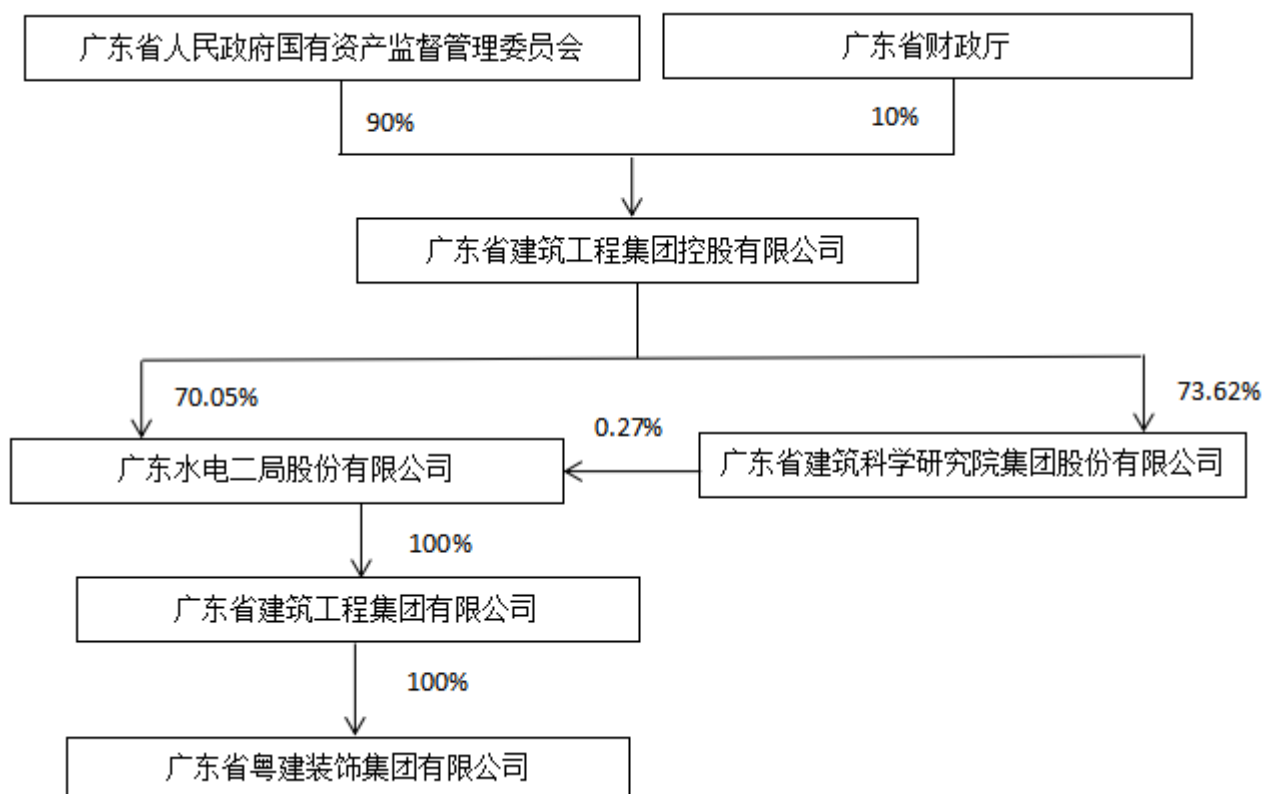 广东省人民政府国有资产监督管理委员会
广东省财政厅
90%
10%
广东省建筑工程集团控股有限公司
70.05%
73.62%
0.27%
广东水电二局股份有限公司
广东省建筑科学研究院集团股份有限公司
100%
广东省建筑工程集团有限公司
100%
广东省粤建装饰集团有限公司